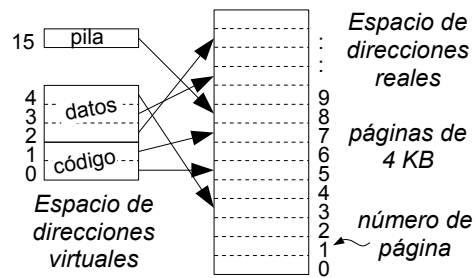 15
pila
4
3
2
1
0
datos
código
Espacio de
direcciones
virtuales
Espacio de
direcciones
reales
:
:
9
8
7
6
5
4
3
2
1
0
páginas de
4 KB
número de
página